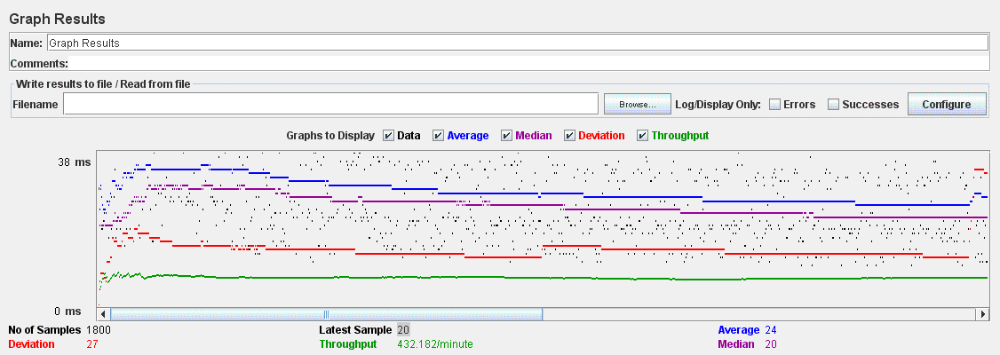 Graph Results
Name: Graph Results
Comments:
Write results to file / Read from file
Filename Browse... Log/Display Only: Errors Successes Configure
Graphs to Display Data Average Median Deviation Throughput
38 ms
0 ms
No of Samples 1800 Latest Sample 20 Average 24
Deviation 27 Throughput 432.182/minute Median 20